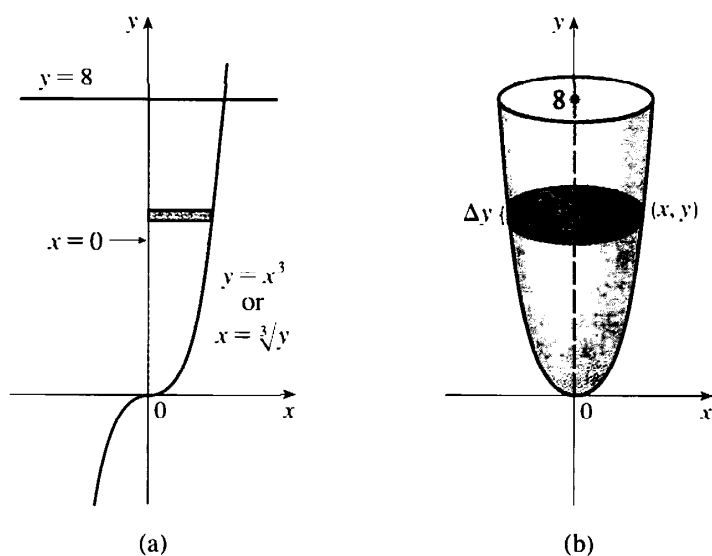 y
y = 8
x = 0
y = x³
or
x = ∛y
0
x
(a)
y
8
Δy {
(x, y)
0
x
(b)